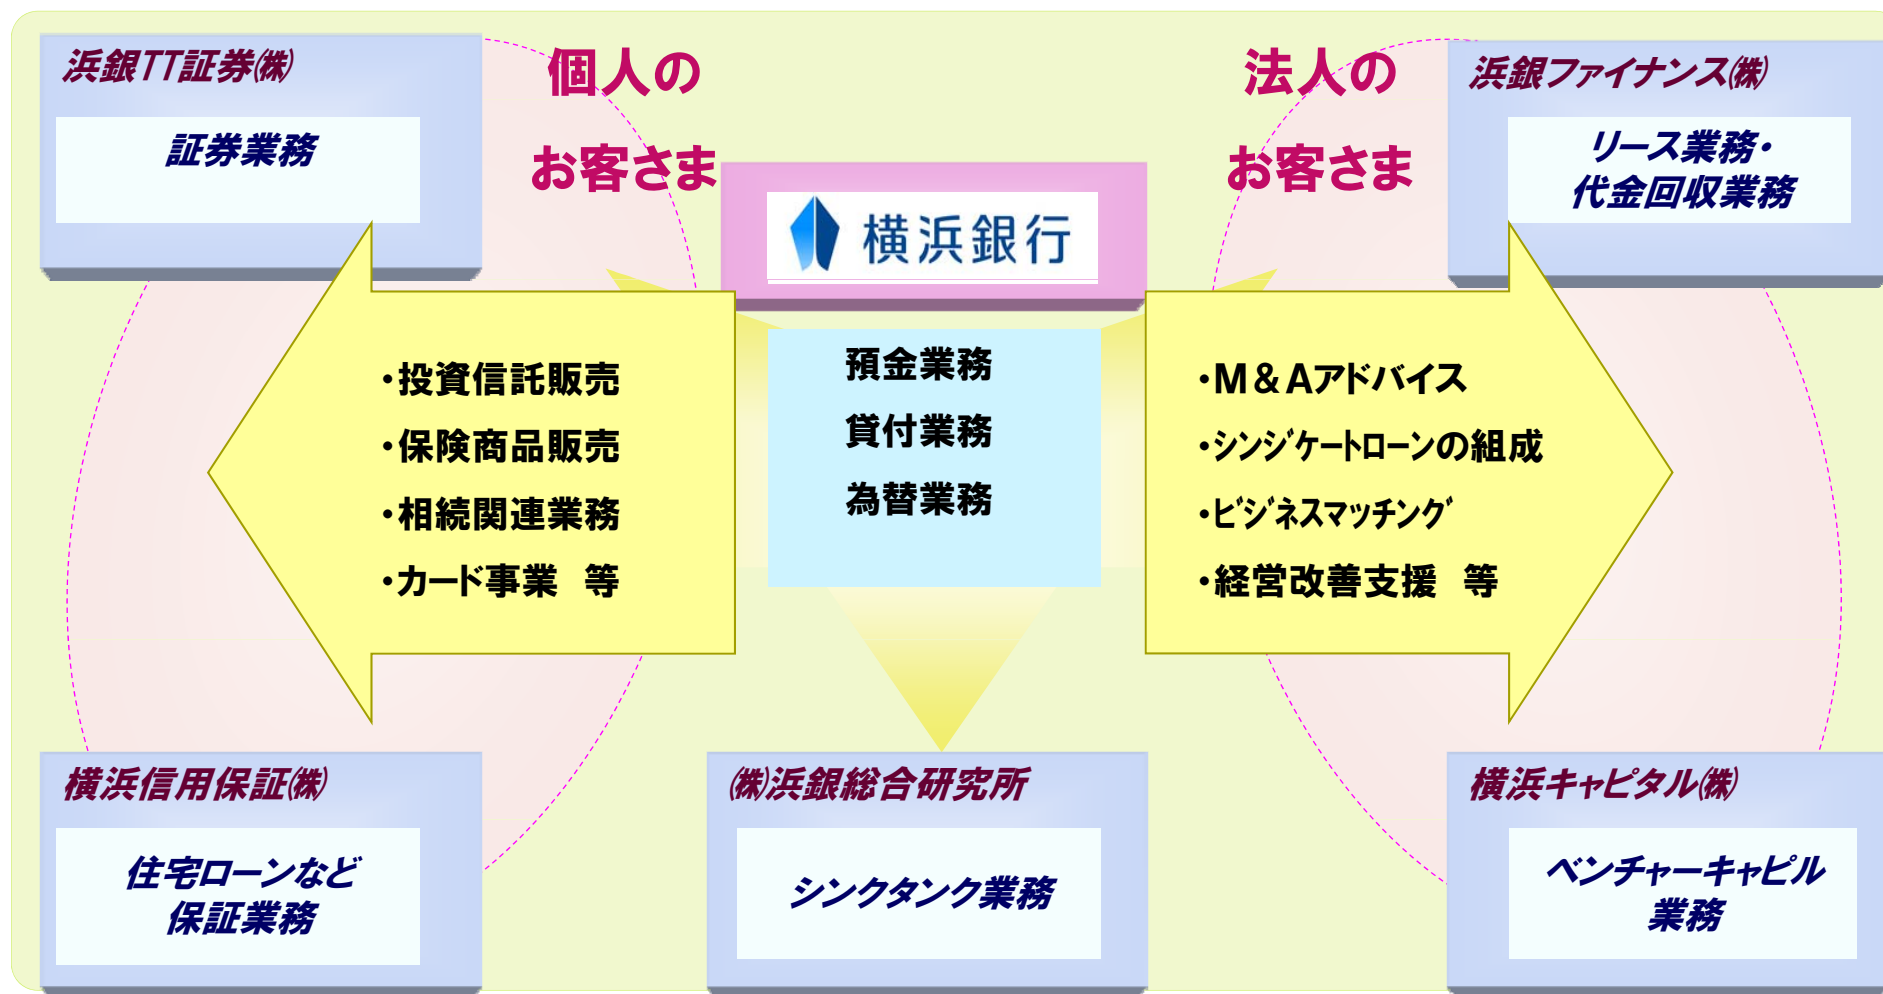 浜銀TT証券㈱
証券業務
個人の
お客さま
法人の
お客さま
浜銀ファイナンス㈱
リース業務・
代金回収業務
横浜銀行
・投資信託販売
・保険商品販売
・相続関連業務
・カード事業 等
預金業務
貸付業務
為替業務
・M&Aアドバイス
・シンジケートローンの組成
・ビジネスマッチング
・経営改善支援 等
横浜信用保証㈱
住宅ローンなど
保証業務
㈱浜銀総合研究所
シンクタンク業務
横浜キャピタル㈱
ベンチャーキャピル
業務